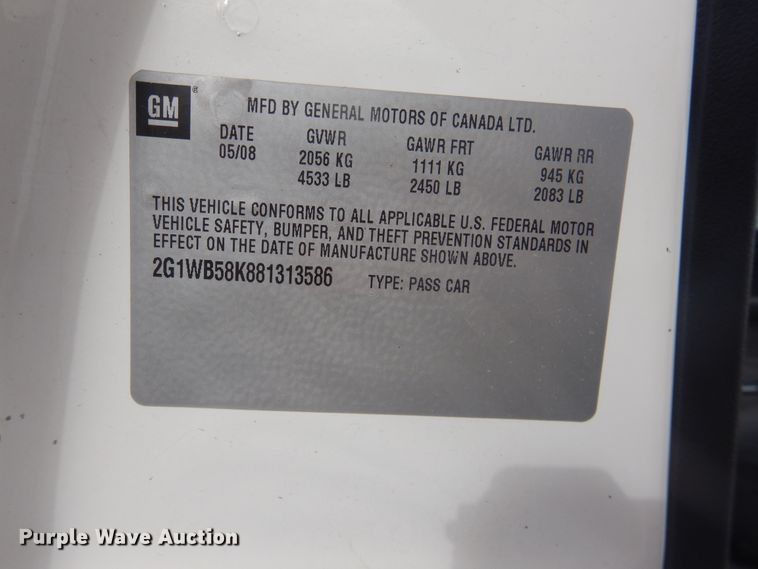 GM®
MFD BY GENERAL MOTORS OF CANADA LTD.
DATE GVWR GAWR FRT GAWR RR
05/08 2056 KG 1111 KG 945 KG
4533 LB 2450 LB 2083 LB
THIS VEHICLE CONFORMS TO ALL APPLICABLE U.S. FEDERAL MOTOR
VEHICLE SAFETY, BUMPER, AND THEFT PREVENTION STANDARDS IN
EFFECT ON THE DATE OF MANUFACTURE SHOWN ABOVE.
2G1WB58K881313586 TYPE: PASS CAR
Purple Wave Auction